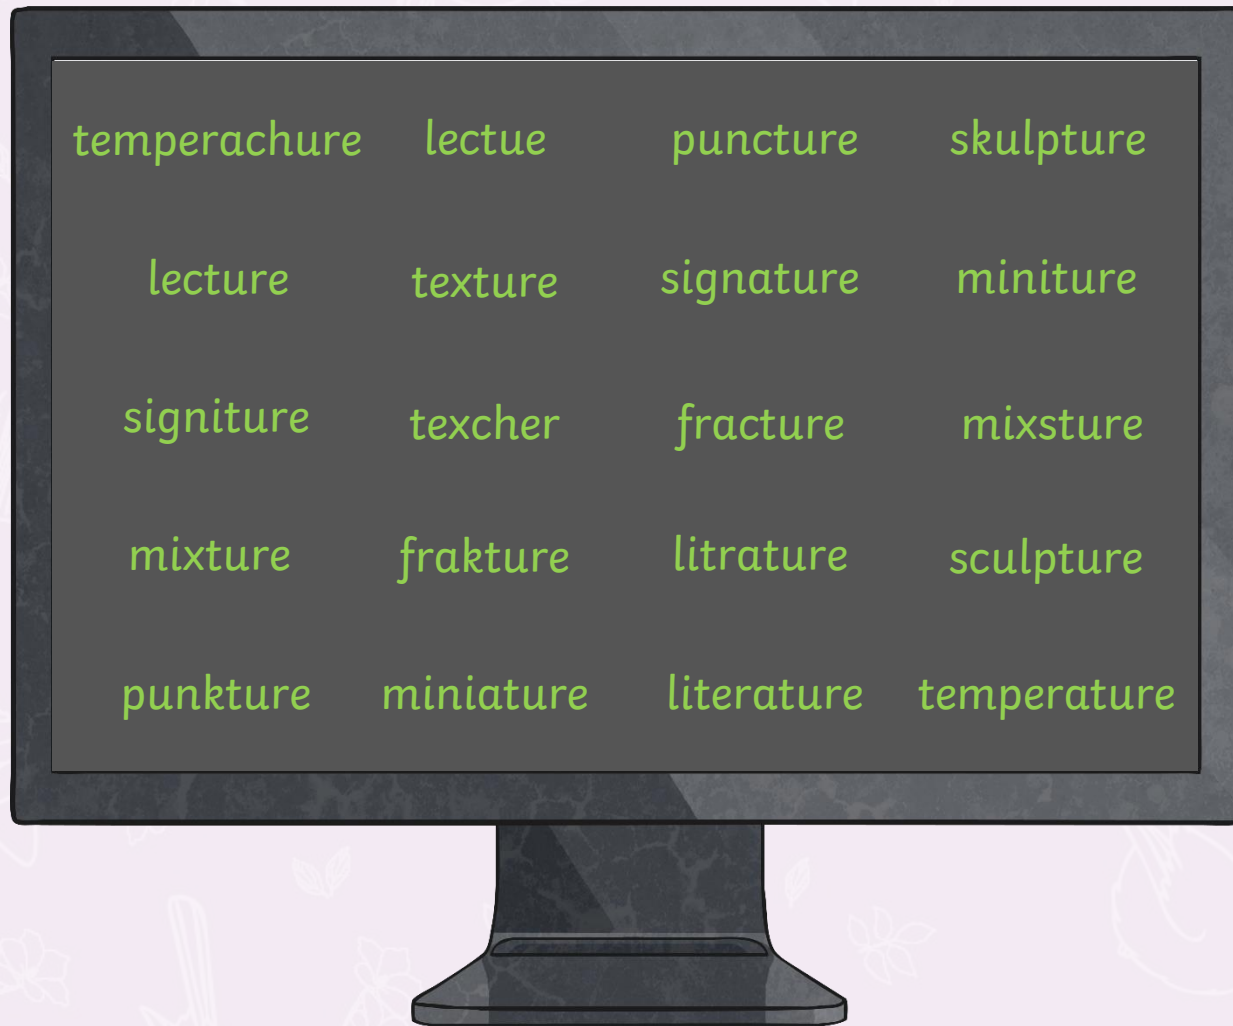 temperachure lectue puncture skulpture
lecture texture signature miniture
signiture texcher fracture mixsture
mixture frakture litrature sculpture
punkture miniature literature temperature